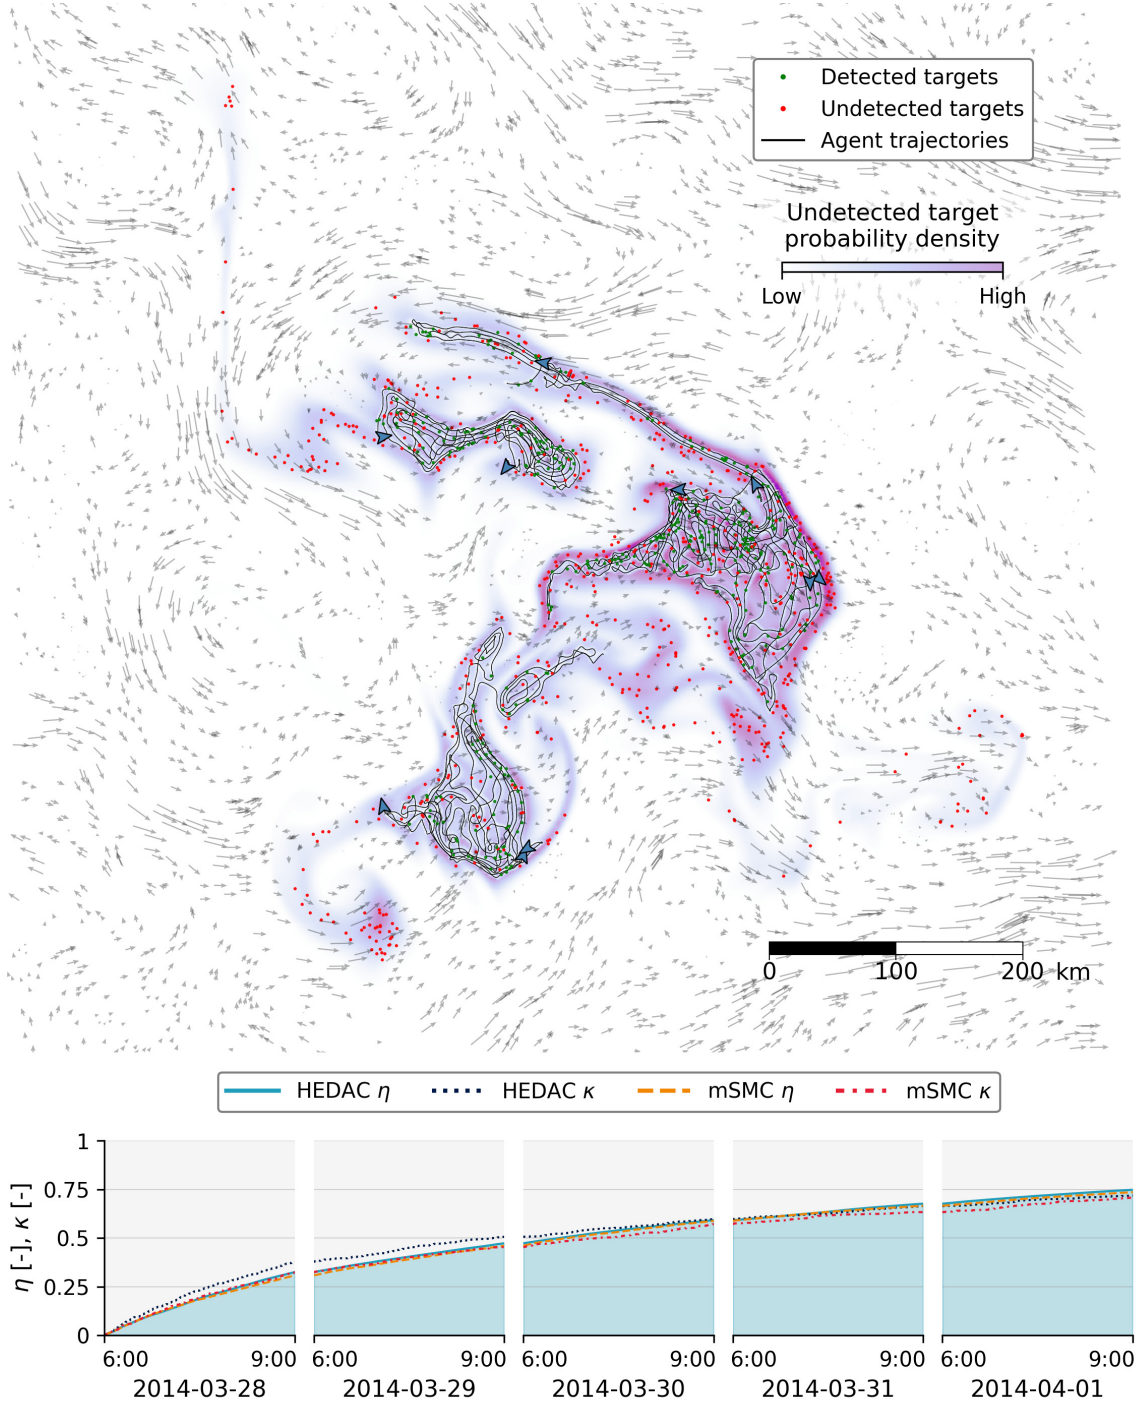 Detected targets
Undetected targets
Agent trajectories
Undetected target
probability density
Low High
0 100 200 km
HEDAC η HEDAC κ mSMC η mSMC κ
η [-], κ [-]
1
0.75
0.5
0.25
0
6:00 9:00 6:00 9:00 6:00 9:00 6:00 9:00 6:00 9:00
2014-03-28 2014-03-29 2014-03-30 2014-03-31 2014-04-01